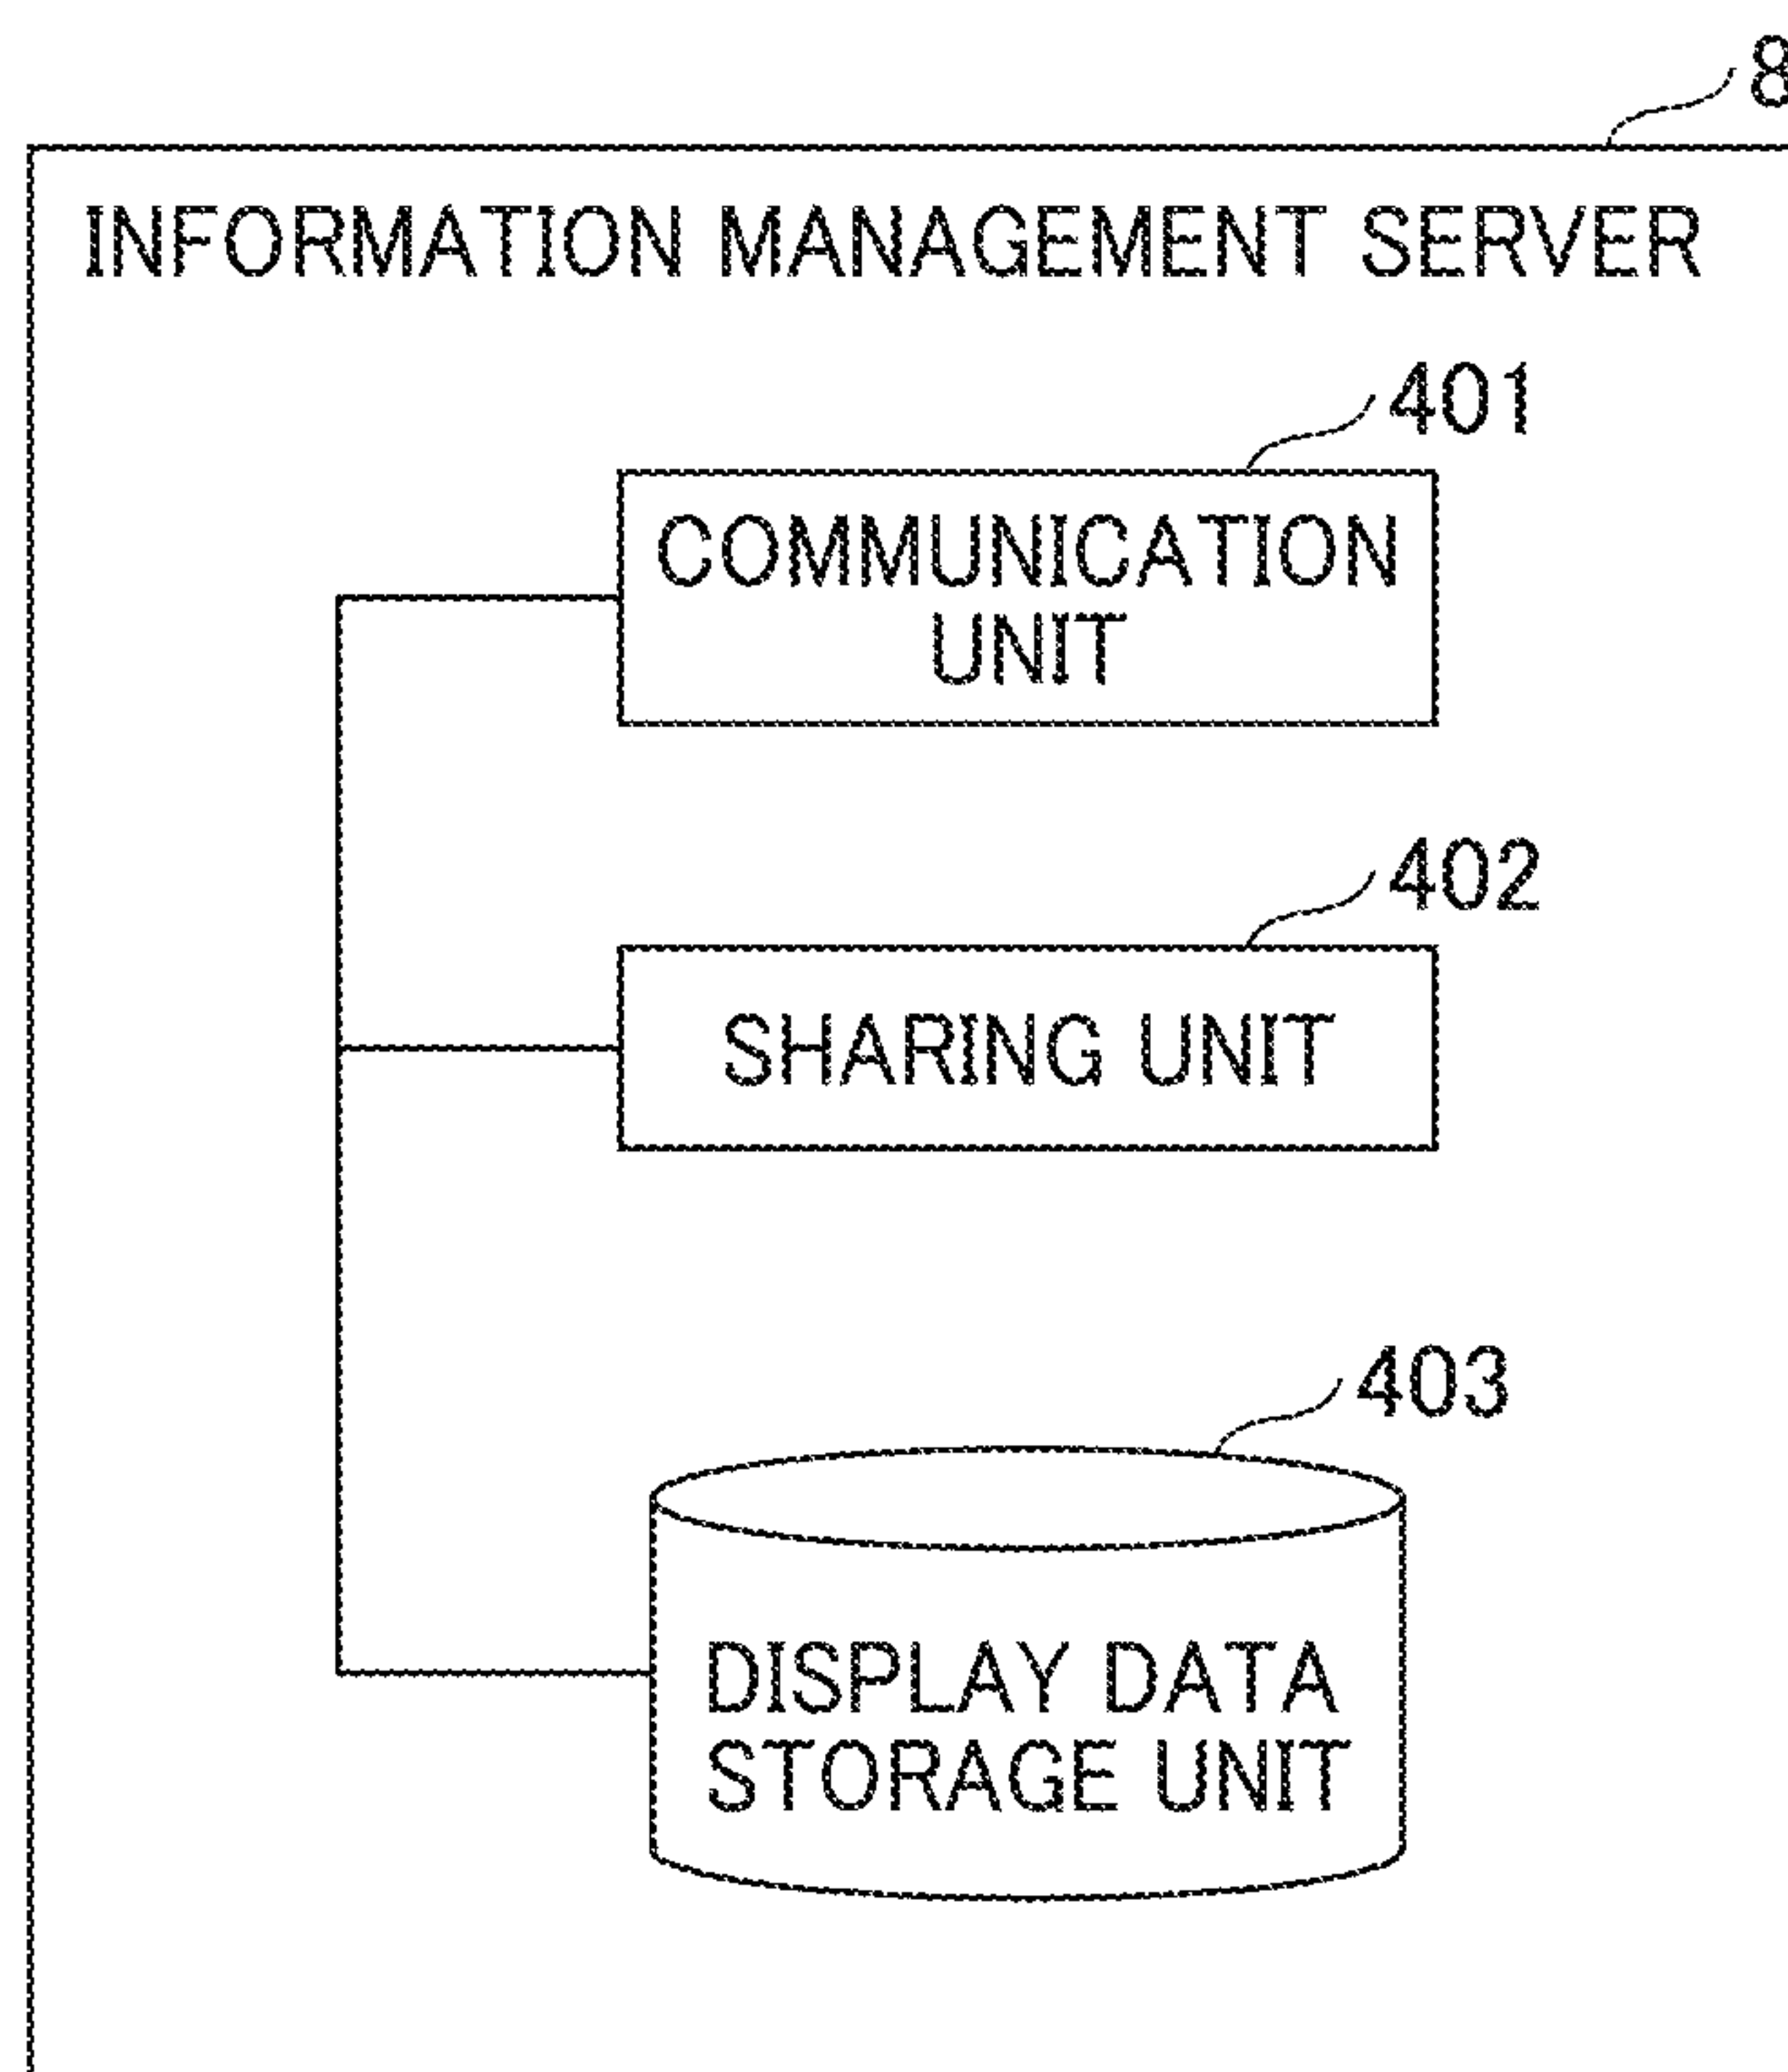 8
INFORMATION MANAGEMENT SERVER
401
COMMUNICATION
UNIT
402
SHARING UNIT
403
DISPLAY DATA
STORAGE UNIT